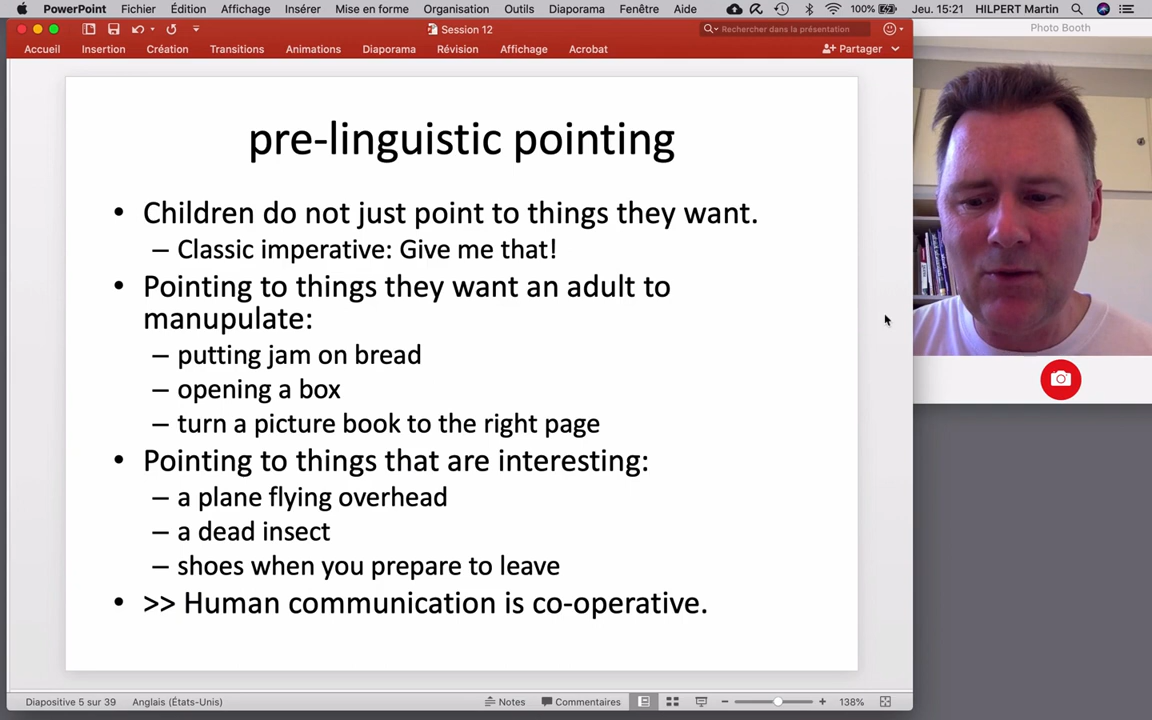 PowerPoint Fichier Édition Affichage Insérer Mise en forme Organisation Outils Diaporama Fenêtre Aide 100% Jeu. 15:21 HILPERT Martin
Session 12
Rechercher dans la présentation
Photo Booth
Accueil Insertion Création Transitions Animations Diaporama Révision Affichage Acrobat Partager
pre-linguistic pointing
• Children do not just point to things they want.
– Classic imperative: Give me that!
• Pointing to things they want an adult to
manupulate:
– putting jam on bread
– opening a box
– turn a picture book to the right page
• Pointing to things that are interesting:
– a plane flying overhead
– a dead insect
– shoes when you prepare to leave
• >> Human communication is co-operative.
Diapositive 5 sur 39 Anglais (États-Unis) Notes Commentaires 138%